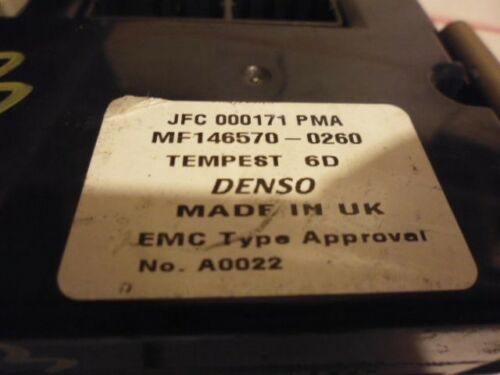 JFC 000171 PMA
MF146570-0260
TEMPEST 6D
DENSO
MADE IN UK
EMC Type Approval
No. A0022